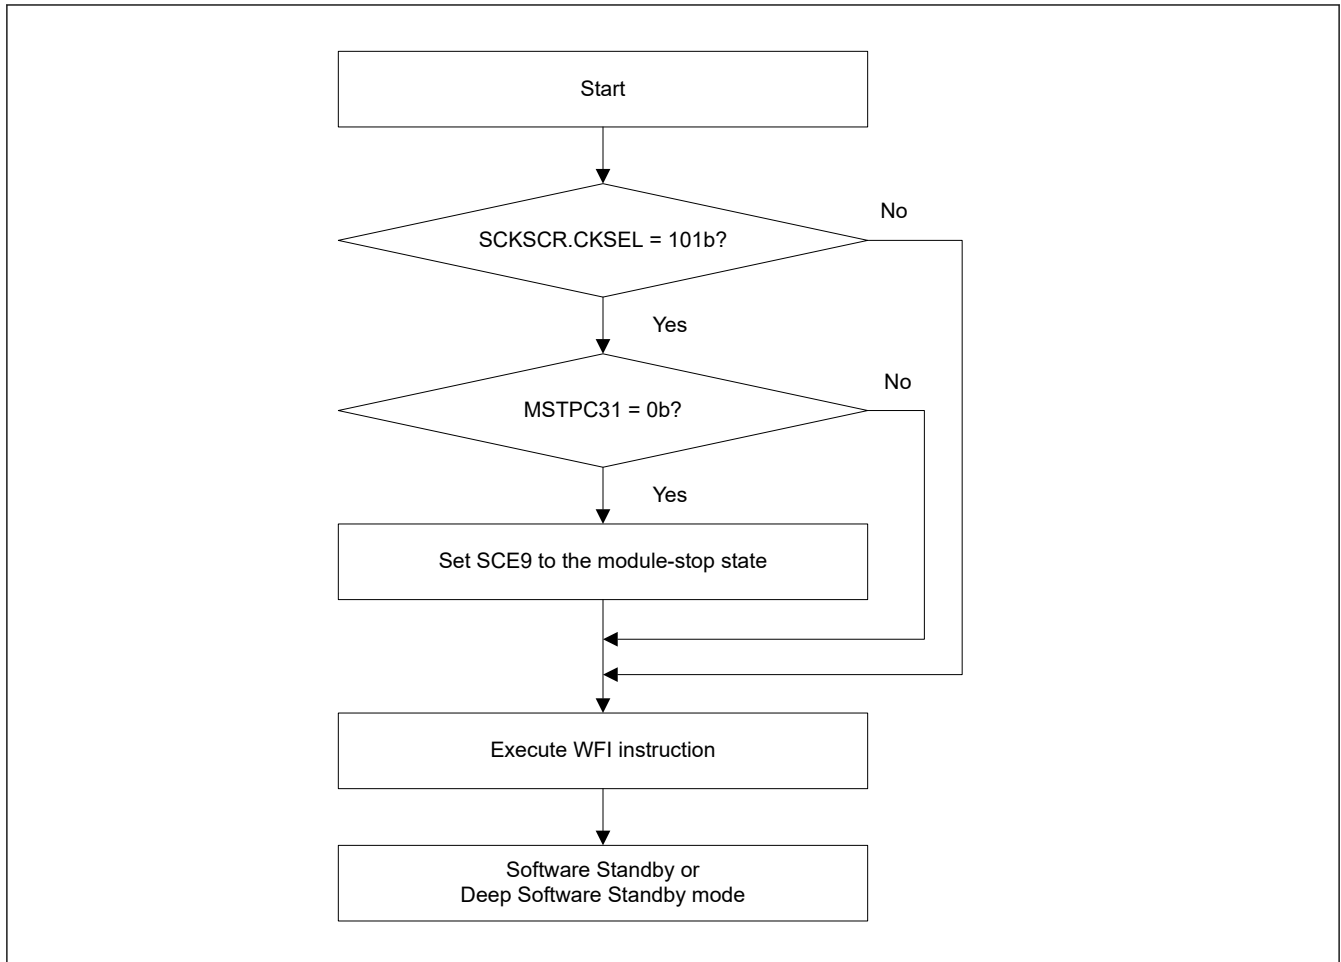 Start
SCKSCR.CKSEL = 101b?
No
Yes
MSTPC31 = 0b?
No
Yes
Set SCE9 to the module-stop state
Execute WFI instruction
Software Standby or
Deep Software Standby mode